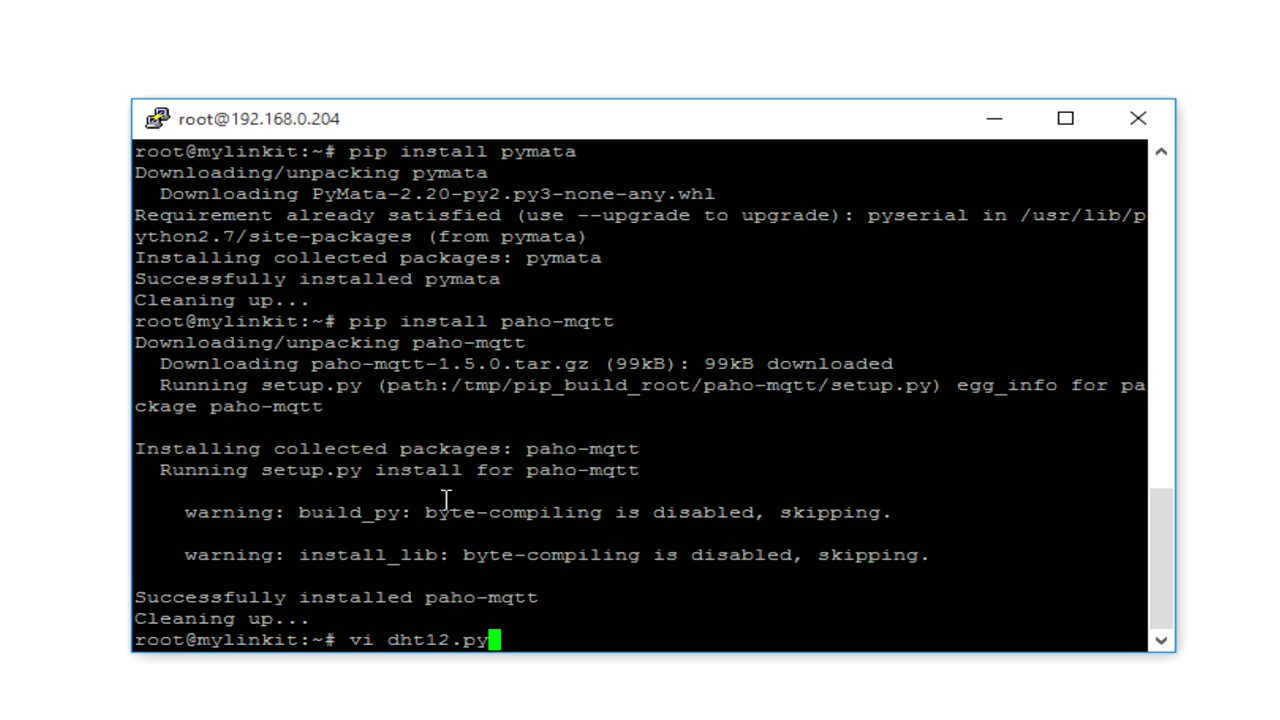 root@192.168.0.204
root@mylinkit:~# pip install pymata
Downloading/unpacking pymata
  Downloading PyMata-2.20-py2.py3-none-any.whl
Requirement already satisfied (use --upgrade to upgrade): pyserial in /usr/lib/p
ython2.7/site-packages (from pymata)
Installing collected packages: pymata
Successfully installed pymata
Cleaning up...
root@mylinkit:~# pip install paho-mqtt
Downloading/unpacking paho-mqtt
  Downloading paho-mqtt-1.5.0.tar.gz (99kB): 99kB downloaded
  Running setup.py (path:/tmp/pip_build_root/paho-mqtt/setup.py) egg_info for pa
ckage paho-mqtt
Installing collected packages: paho-mqtt
  Running setup.py install for paho-mqtt
    warning: build_py: byte-compiling is disabled, skipping.
    warning: install_lib: byte-compiling is disabled, skipping.
Successfully installed paho-mqtt
Cleaning up...
root@mylinkit:~# vi dht12.py